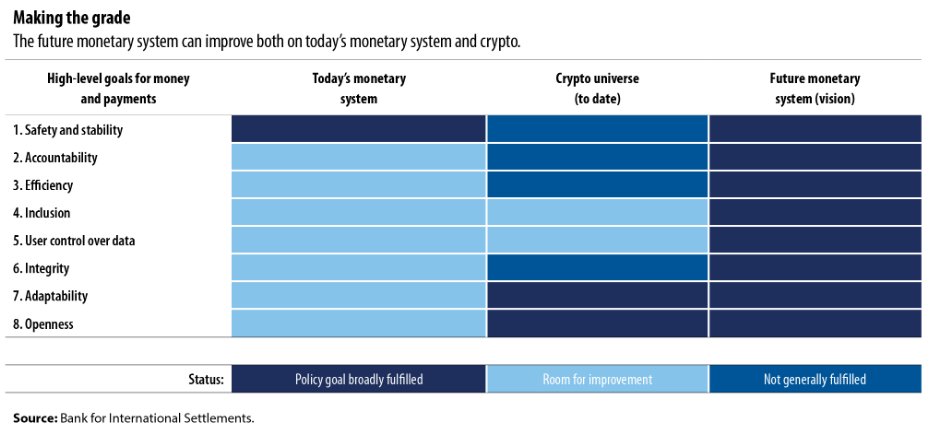 Making the grade
The future monetary system can improve both on today's monetary system and crypto.
High-level goals for money
and payments
Today's monetary
system
Crypto universe
(to date)
Future monetary
system (vision)
1. Safety and stability
2. Accountability
3. Efficiency
4. Inclusion
5. User control over data
6. Integrity
7. Adaptability
8. Openness
Status:
Policy goal broadly fulfilled
Room for improvement
Not generally fulfilled
Source: Bank for International Settlements.